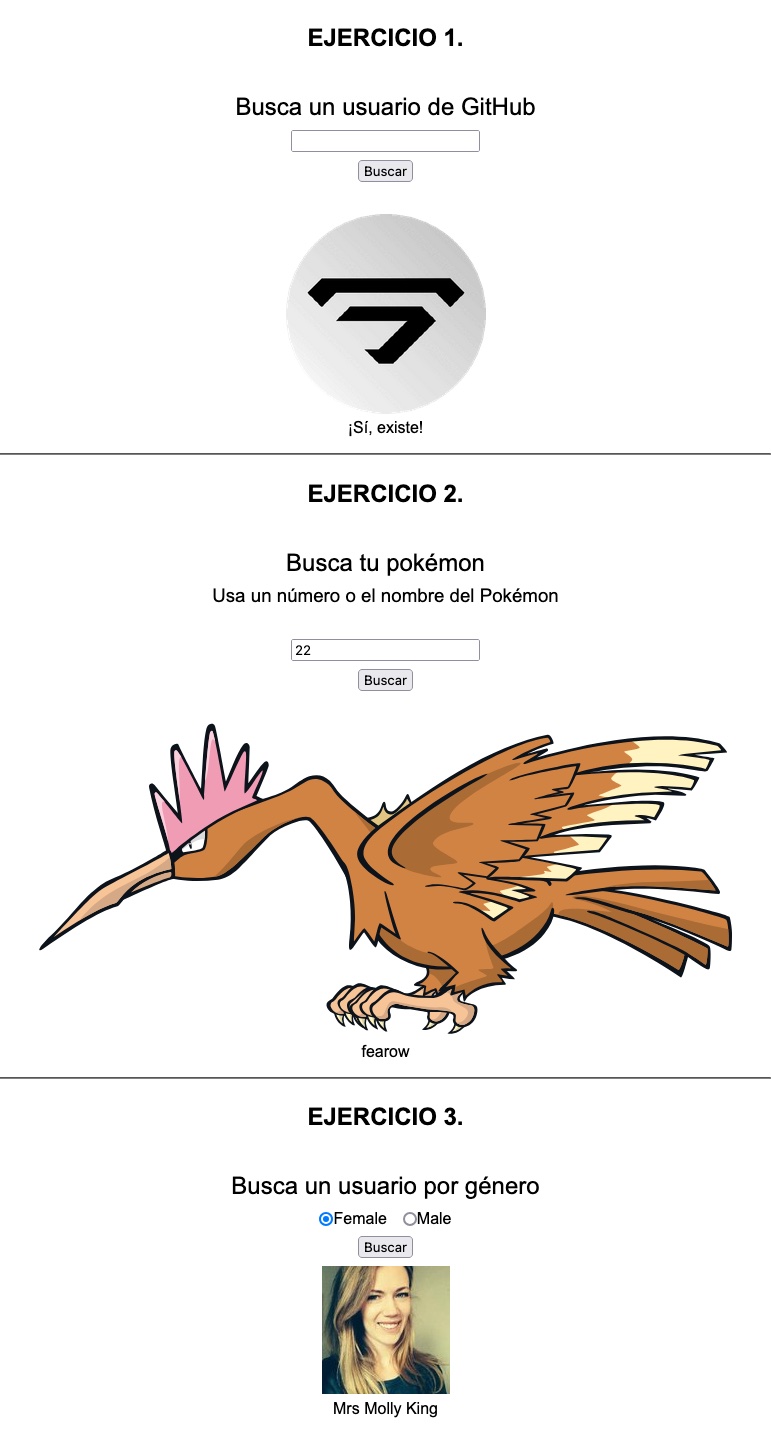 EJERCICIO 1.
Busca un usuario de GitHub
Buscar
¡Sí, existe!
EJERCICIO 2.
Busca tu pokémon
Usa un número o el nombre del Pokémon
22
Buscar
fearow
EJERCICIO 3.
Busca un usuario por género
Female Male
Buscar
Mrs Molly King